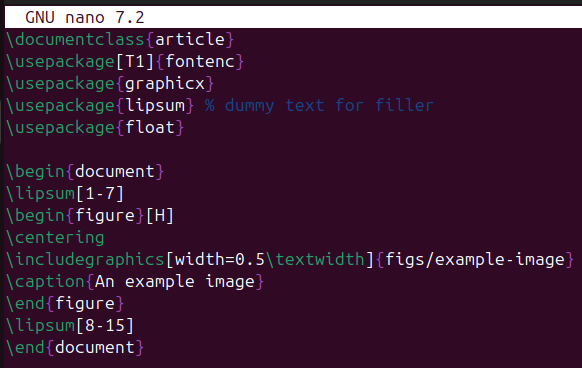 GNU nano 7.2
\documentclass{article}
\usepackage[T1]{fontenc}
\usepackage{graphicx}
\usepackage{lipsum} % dummy text for filler
\usepackage{float}
\begin{document}
\lipsum[1-7]
\begin{figure}[H]
\centering
\includegraphics[width=0.5\textwidth]{figs/example-image}
\caption{An example image}
\end{figure}
\lipsum[8-15]
\end{document}